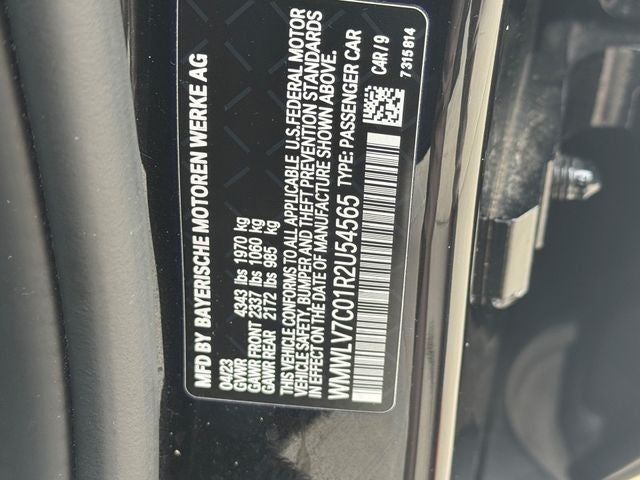 MFD BY BAYERISCHE MOTOREN WERKE AG
04/23
GVWR 4343 lbs 1970 kg
GAWR FRONT 2337 lbs 1060 kg
GAWR REAR 2172 lbs 985 kg
THIS VEHICLE CONFORMS TO ALL APPLICABLE U.S. FEDERAL MOTOR
VEHICLE SAFETY, BUMPER AND THEFT PREVENTION STANDARDS
IN EFFECT ON THE DATE OF MANUFACTURE SHOWN ABOVE.
WMWLV7C01R2U54565 TYPE: PASSENGER CAR
C4R / 9
7 315 814